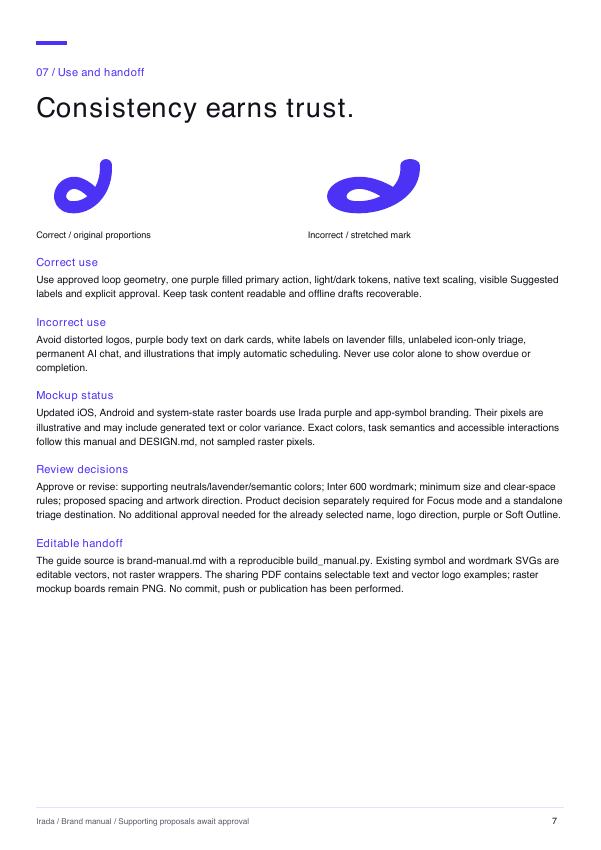 07 / Use and handoff
Consistency earns trust.
Correct / original proportions
Incorrect / stretched mark
Correct use
Use approved loop geometry, one purple filled primary action, light/dark tokens, native text scaling, visible Suggested
labels and explicit approval. Keep task content readable and offline drafts recoverable.
Incorrect use
Avoid distorted logos, purple body text on dark cards, white labels on lavender fills, unlabeled icon-only triage,
permanent AI chat, and illustrations that imply automatic scheduling. Never use color alone to show overdue or
completion.
Mockup status
Updated iOS, Android and system-state raster boards use Irada purple and app-symbol branding. Their pixels are
illustrative and may include generated text or color variance. Exact colors, task semantics and accessible interactions
follow this manual and DESIGN.md, not sampled raster pixels.
Review decisions
Approve or revise: supporting neutrals/lavender/semantic colors; Inter 600 wordmark; minimum size and clear-space
rules; proposed spacing and artwork direction. Product decision separately required for Focus mode and a standalone
triage destination. No additional approval needed for the already selected name, logo direction, purple or Soft Outline.
Editable handoff
The guide source is brand-manual.md with a reproducible build_manual.py. Existing symbol and wordmark SVGs are
editable vectors, not raster wrappers. The sharing PDF contains selectable text and vector logo examples; raster
mockup boards remain PNG. No commit, push or publication has been performed.
Irada / Brand manual / Supporting proposals await approval
7